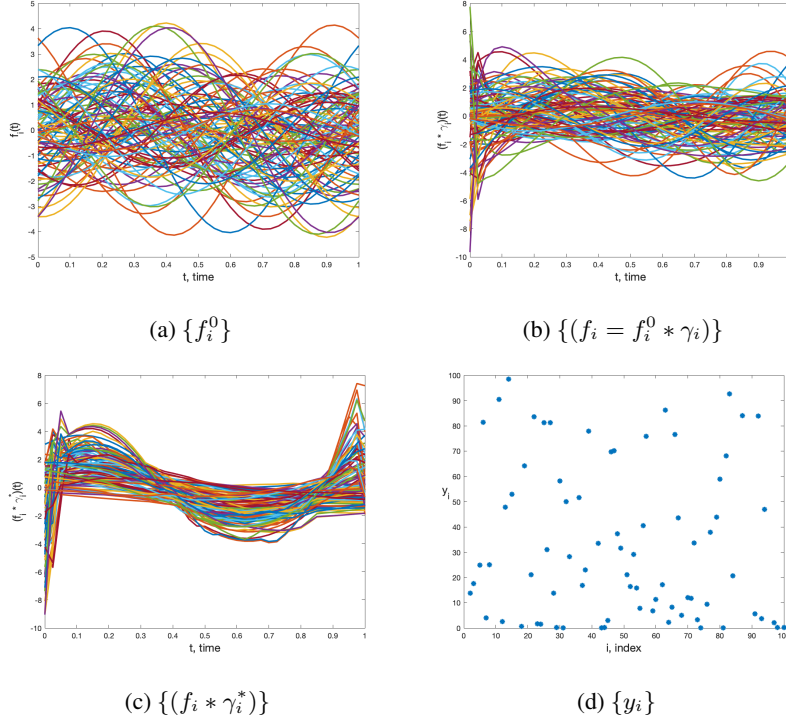 5
4
3
2
1
0
-1
-2
-3
-4
-5
f_i(t)
0 0.1 0.2 0.3 0.4 0.5 0.6 0.7 0.8 0.9 1
t, time
(a) {f_i^0}
8
6
4
2
0
-2
-4
-6
-8
-10
(f_i * γ_i)(t)
0 0.1 0.2 0.3 0.4 0.5 0.6 0.7 0.8 0.9
t, time
(b) {(f_i = f_i^0 * γ_i)}
8
6
4
2
0
-2
-4
-6
-8
-10
(f_i * γ_i^*)(t)
0 0.1 0.2 0.3 0.4 0.5 0.6 0.7 0.8 0.9 1
t, time
(c) {(f_i * γ_i^*)}
100
90
80
70
60
50
40
30
20
10
0
y_i
0 10 20 30 40 50 60 70 80 90 100
i, index
(d) {y_i}